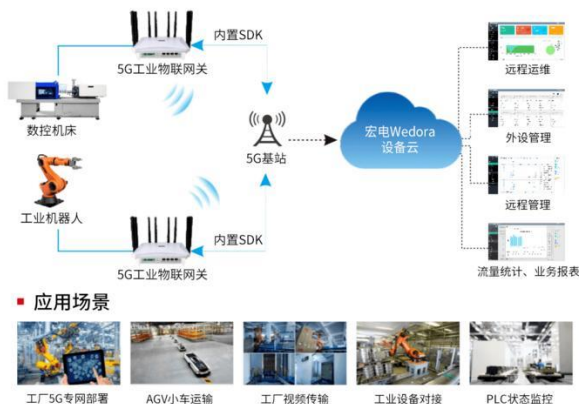 内置SDK
5G工业物联网关
数控机床
5G基站
宏电Wedora
设备云
工业机器人
内置SDK
5G工业物联网关
远程运维
外设管理
远程管理
流量统计、业务报表
应用场景
工厂5G专网部署
AGV小车运输
工厂视频传输
工业设备对接
PLC状态监控